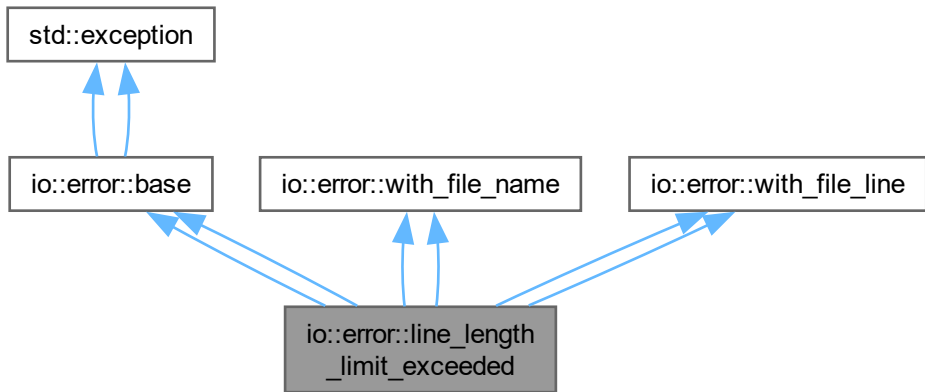 std::exception
io::error::base
io::error::with_file_name
io::error::with_file_line
io::error::line_length
_limit_exceeded